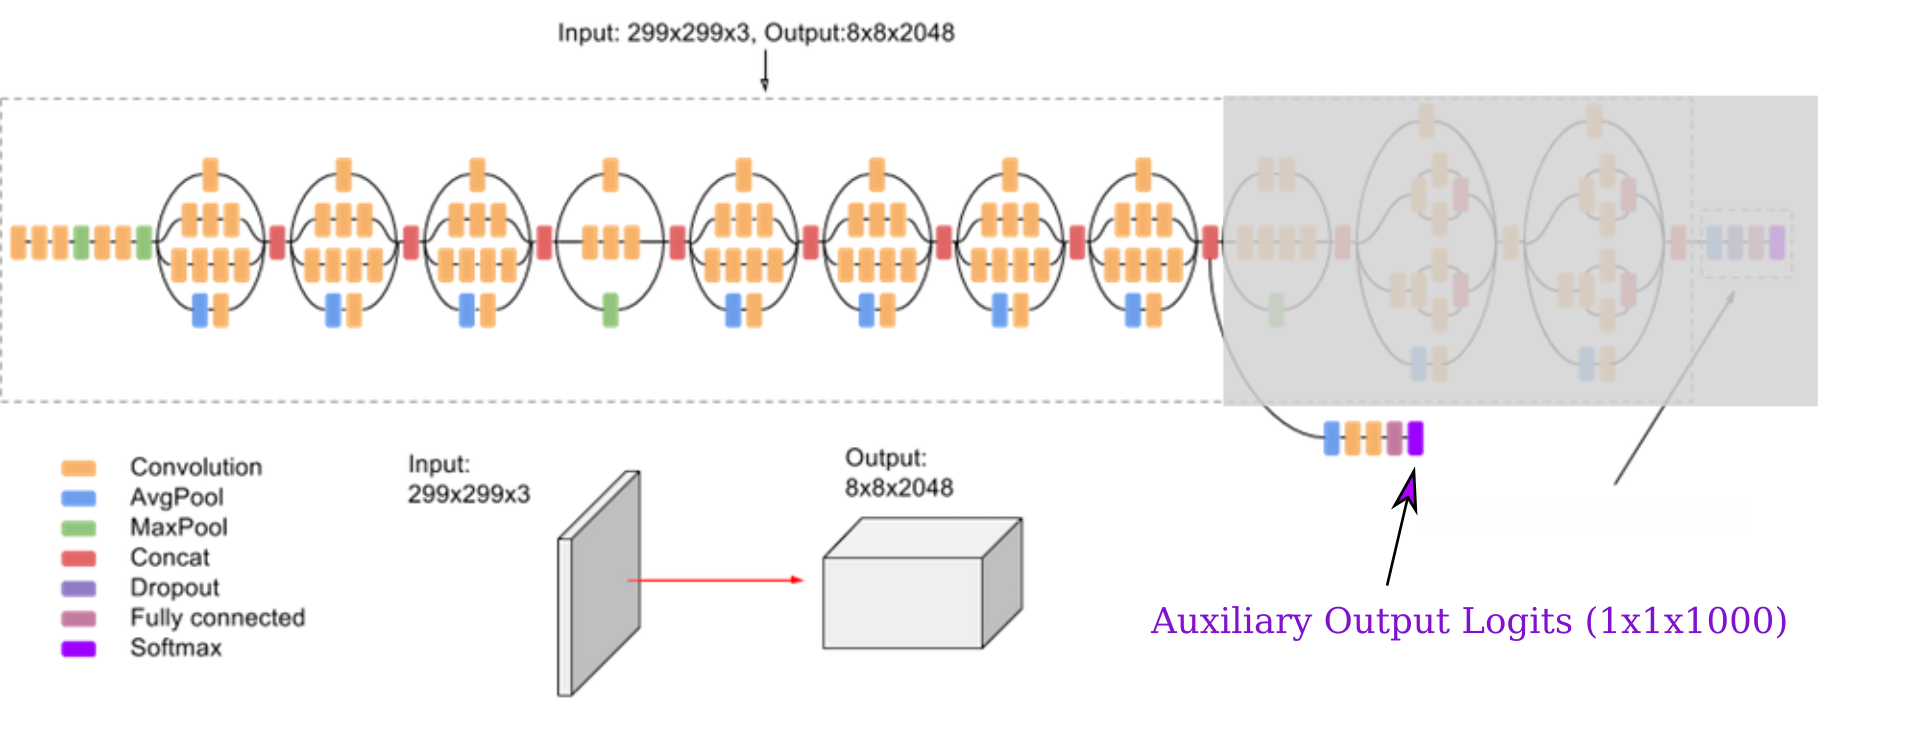 Input: 299x299x3, Output:8x8x2048
Convolution
AvgPool
MaxPool
Concat
Dropout
Fully connected
Softmax
Input:
299x299x3
Output:
8x8x2048
Auxiliary Output Logits (1x1x1000)